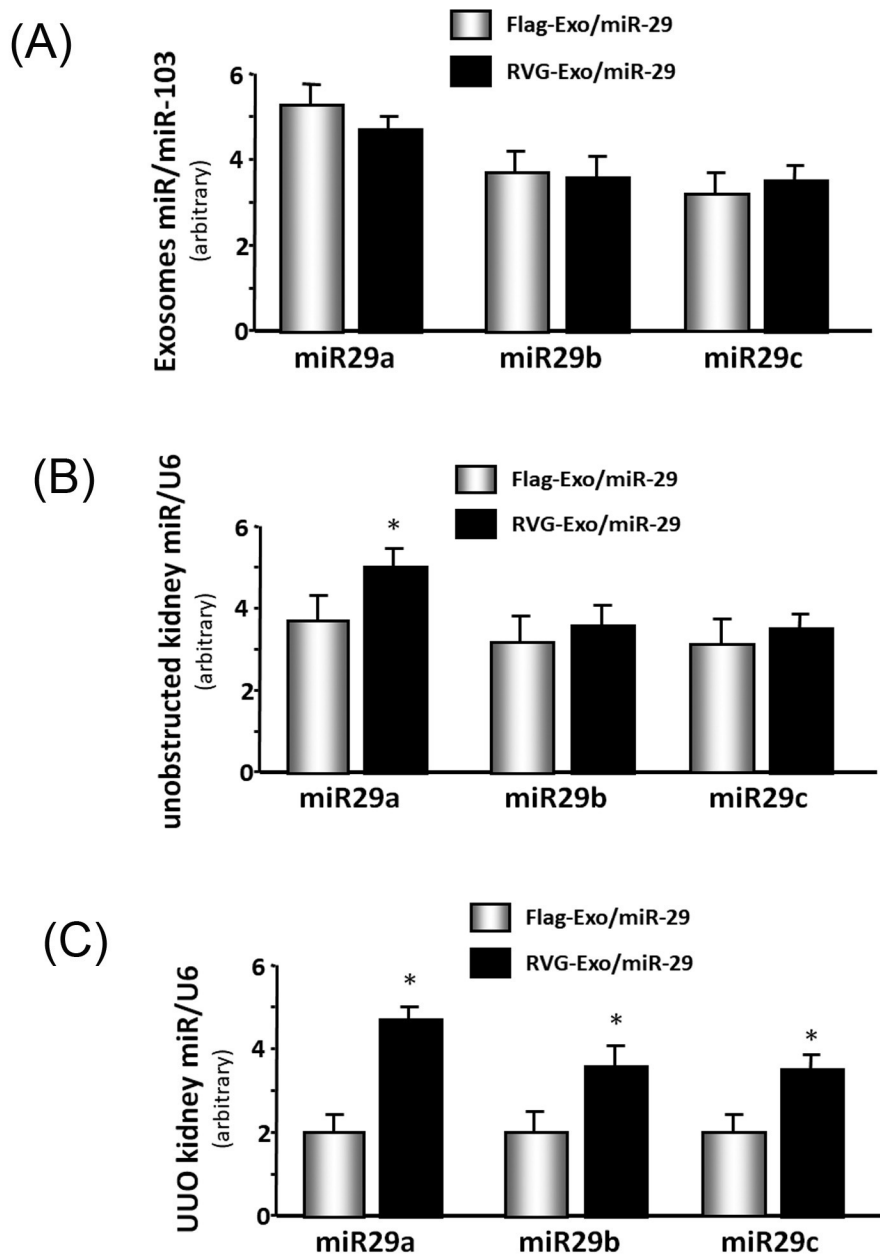 (A)
Flag-Exo/miR-29
RVG-Exo/miR-29
Exosomes miR/miR-103
(arbitrary)
6
4
2
0
miR29a
miR29b
miR29c
(B)
Flag-Exo/miR-29
RVG-Exo/miR-29
unobstructed kidney miR/U6
(arbitrary)
6
4
2
0
*
miR29a
miR29b
miR29c
(C)
Flag-Exo/miR-29
RVG-Exo/miR-29
UUO kidney miR/U6
(arbitrary)
6
4
2
0
*
*
*
miR29a
miR29b
miR29c